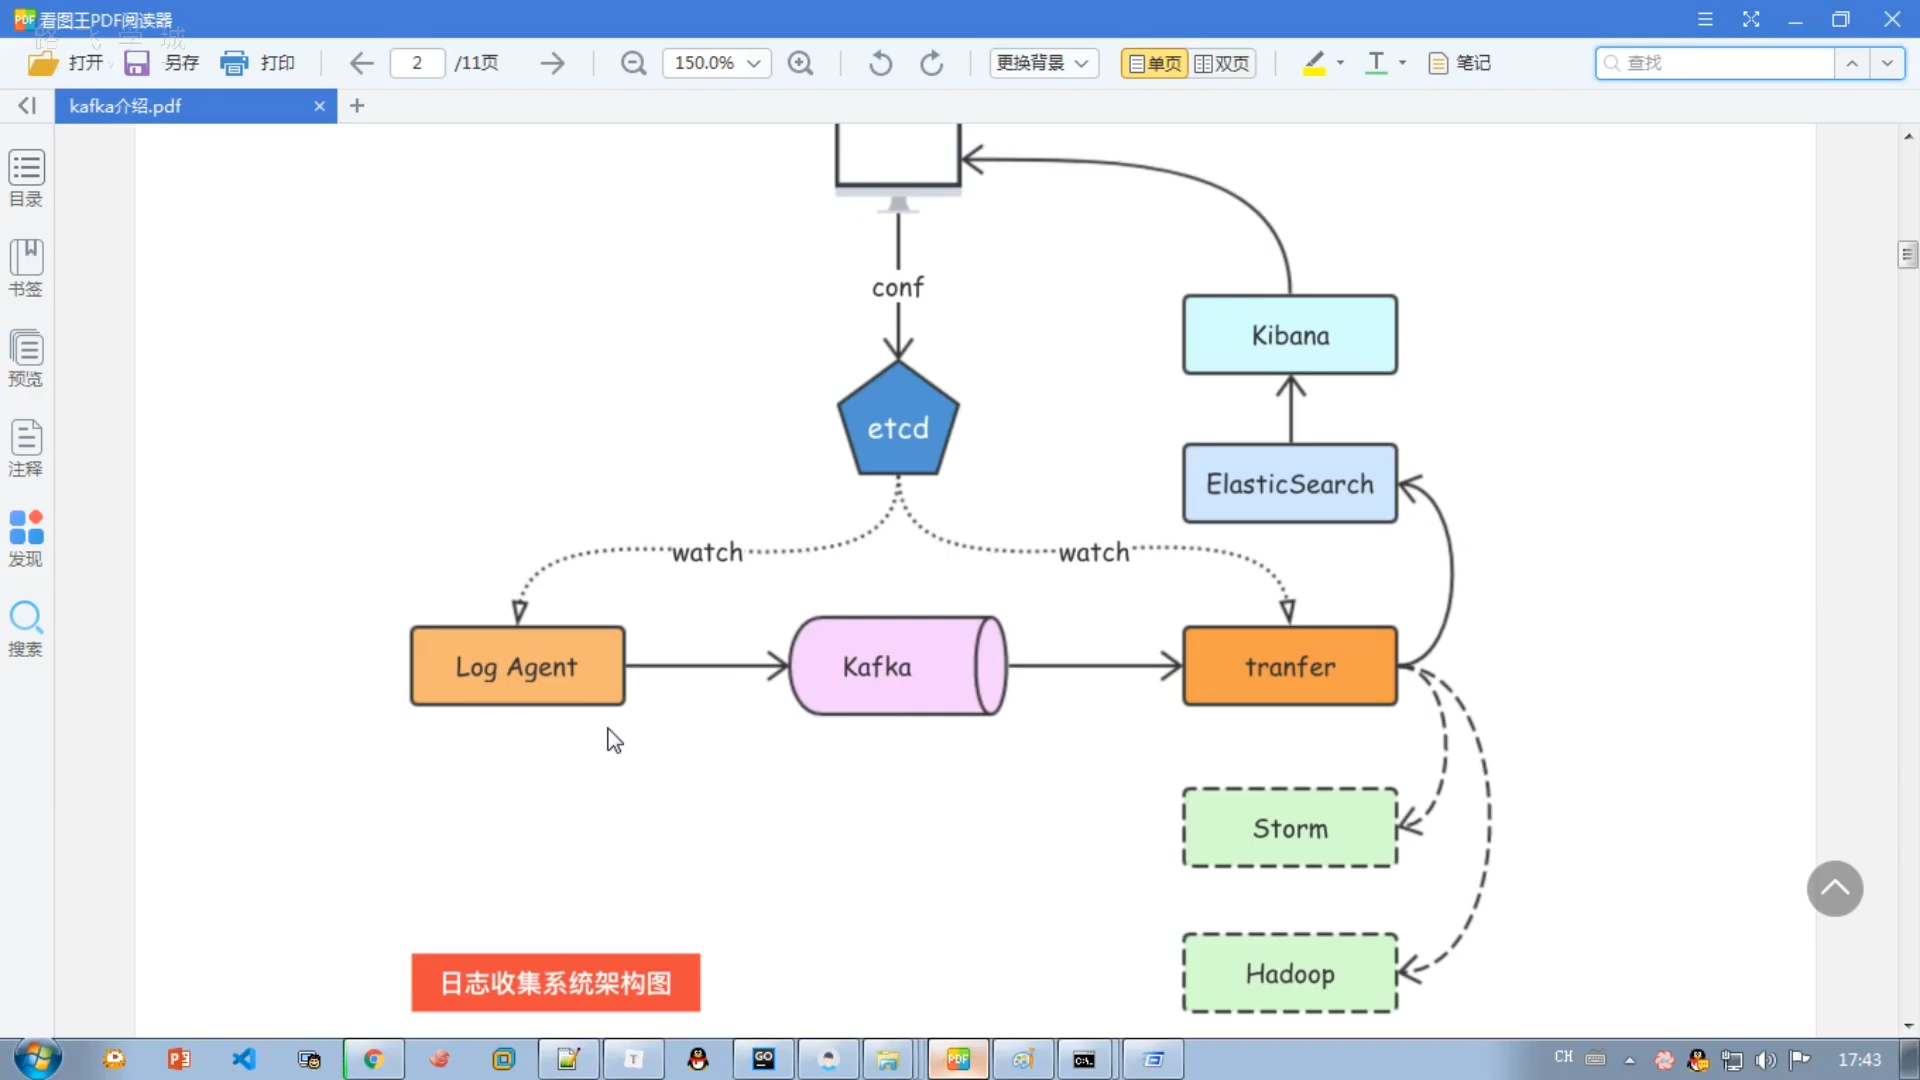 看图王PDF阅读器
路飞学城
打开
另存
打印
2
/11页
150.0%
更换背景
单页
双页
笔记
查找
kafka介绍.pdf
目录
书签
预览
注释
发现
搜索
conf
Kibana
etcd
ElasticSearch
watch
watch
Log Agent
Kafka
tranfer
Storm
Hadoop
日志收集系统架构图
CH
17:43